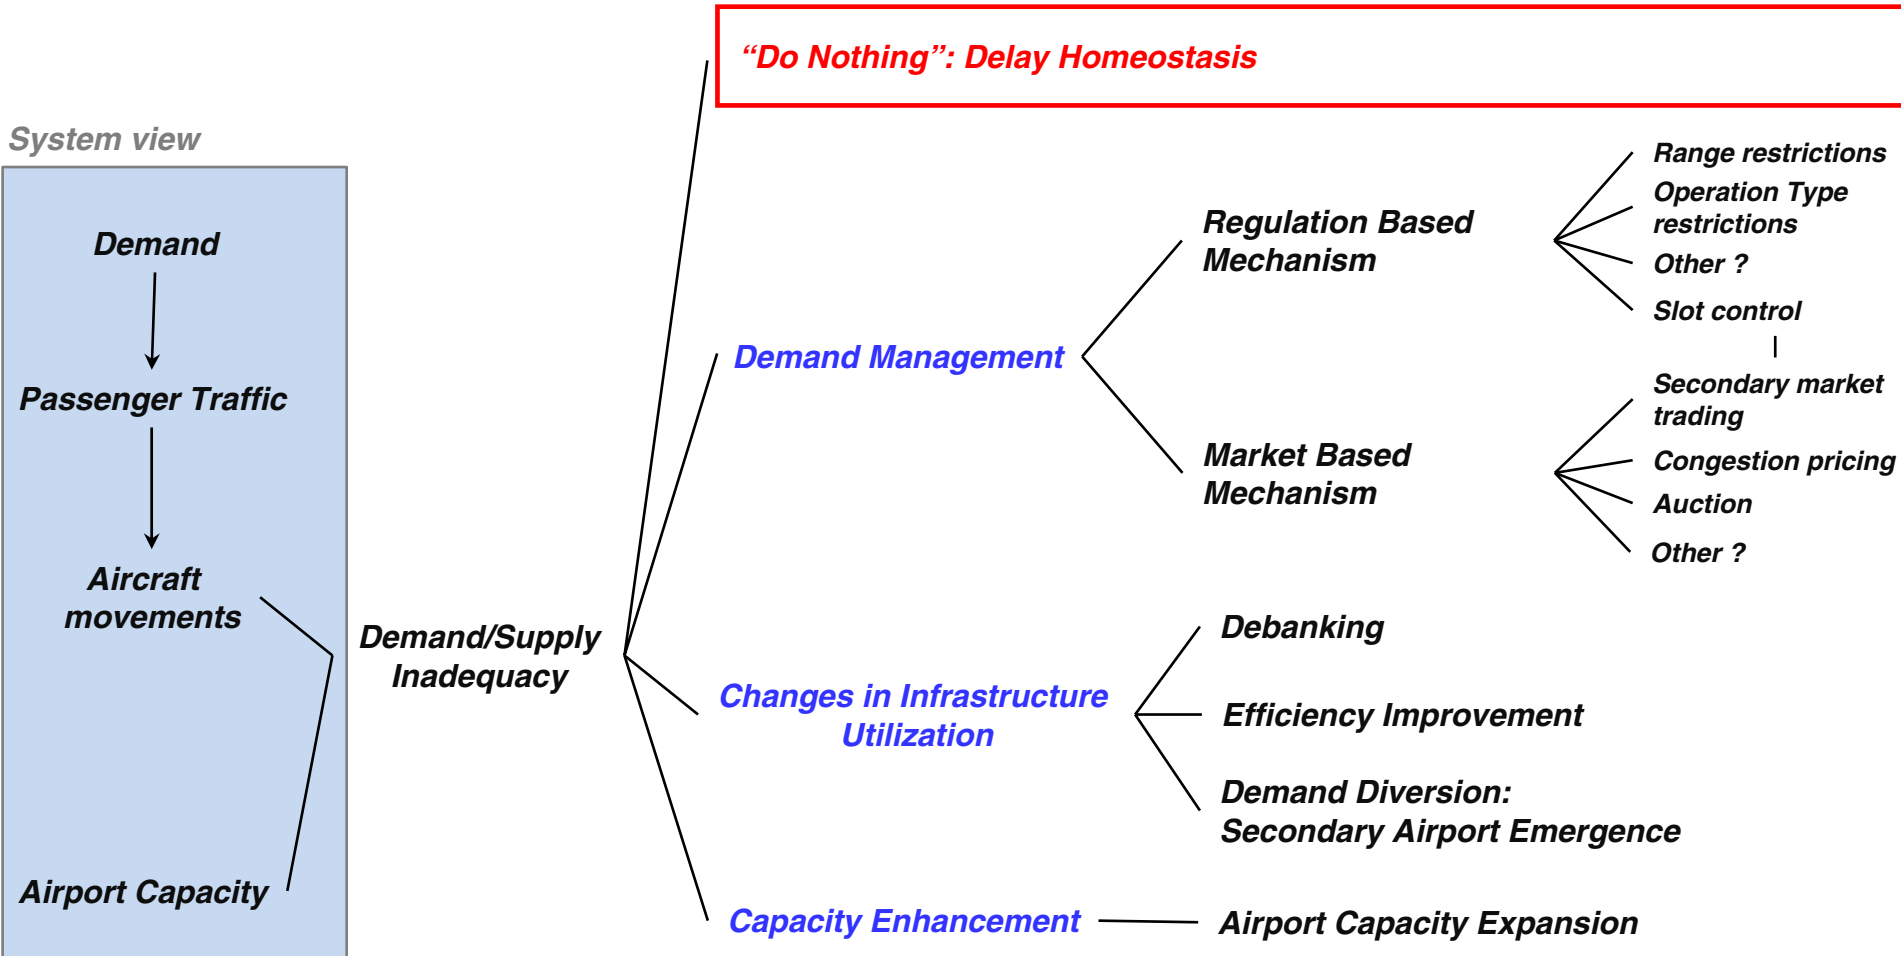 “Do Nothing”: Delay Homeostasis
System view
Demand
Passenger Traffic
Aircraft
movements
Airport Capacity
Demand/Supply
Inadequacy
Demand Management
Regulation Based
Mechanism
Range restrictions
Operation Type
restrictions
Other ?
Slot control
Market Based
Mechanism
Secondary market
trading
Congestion pricing
Auction
Other ?
Changes in Infrastructure
Utilization
Debanking
Efficiency Improvement
Demand Diversion:
Secondary Airport Emergence
Capacity Enhancement
Airport Capacity Expansion